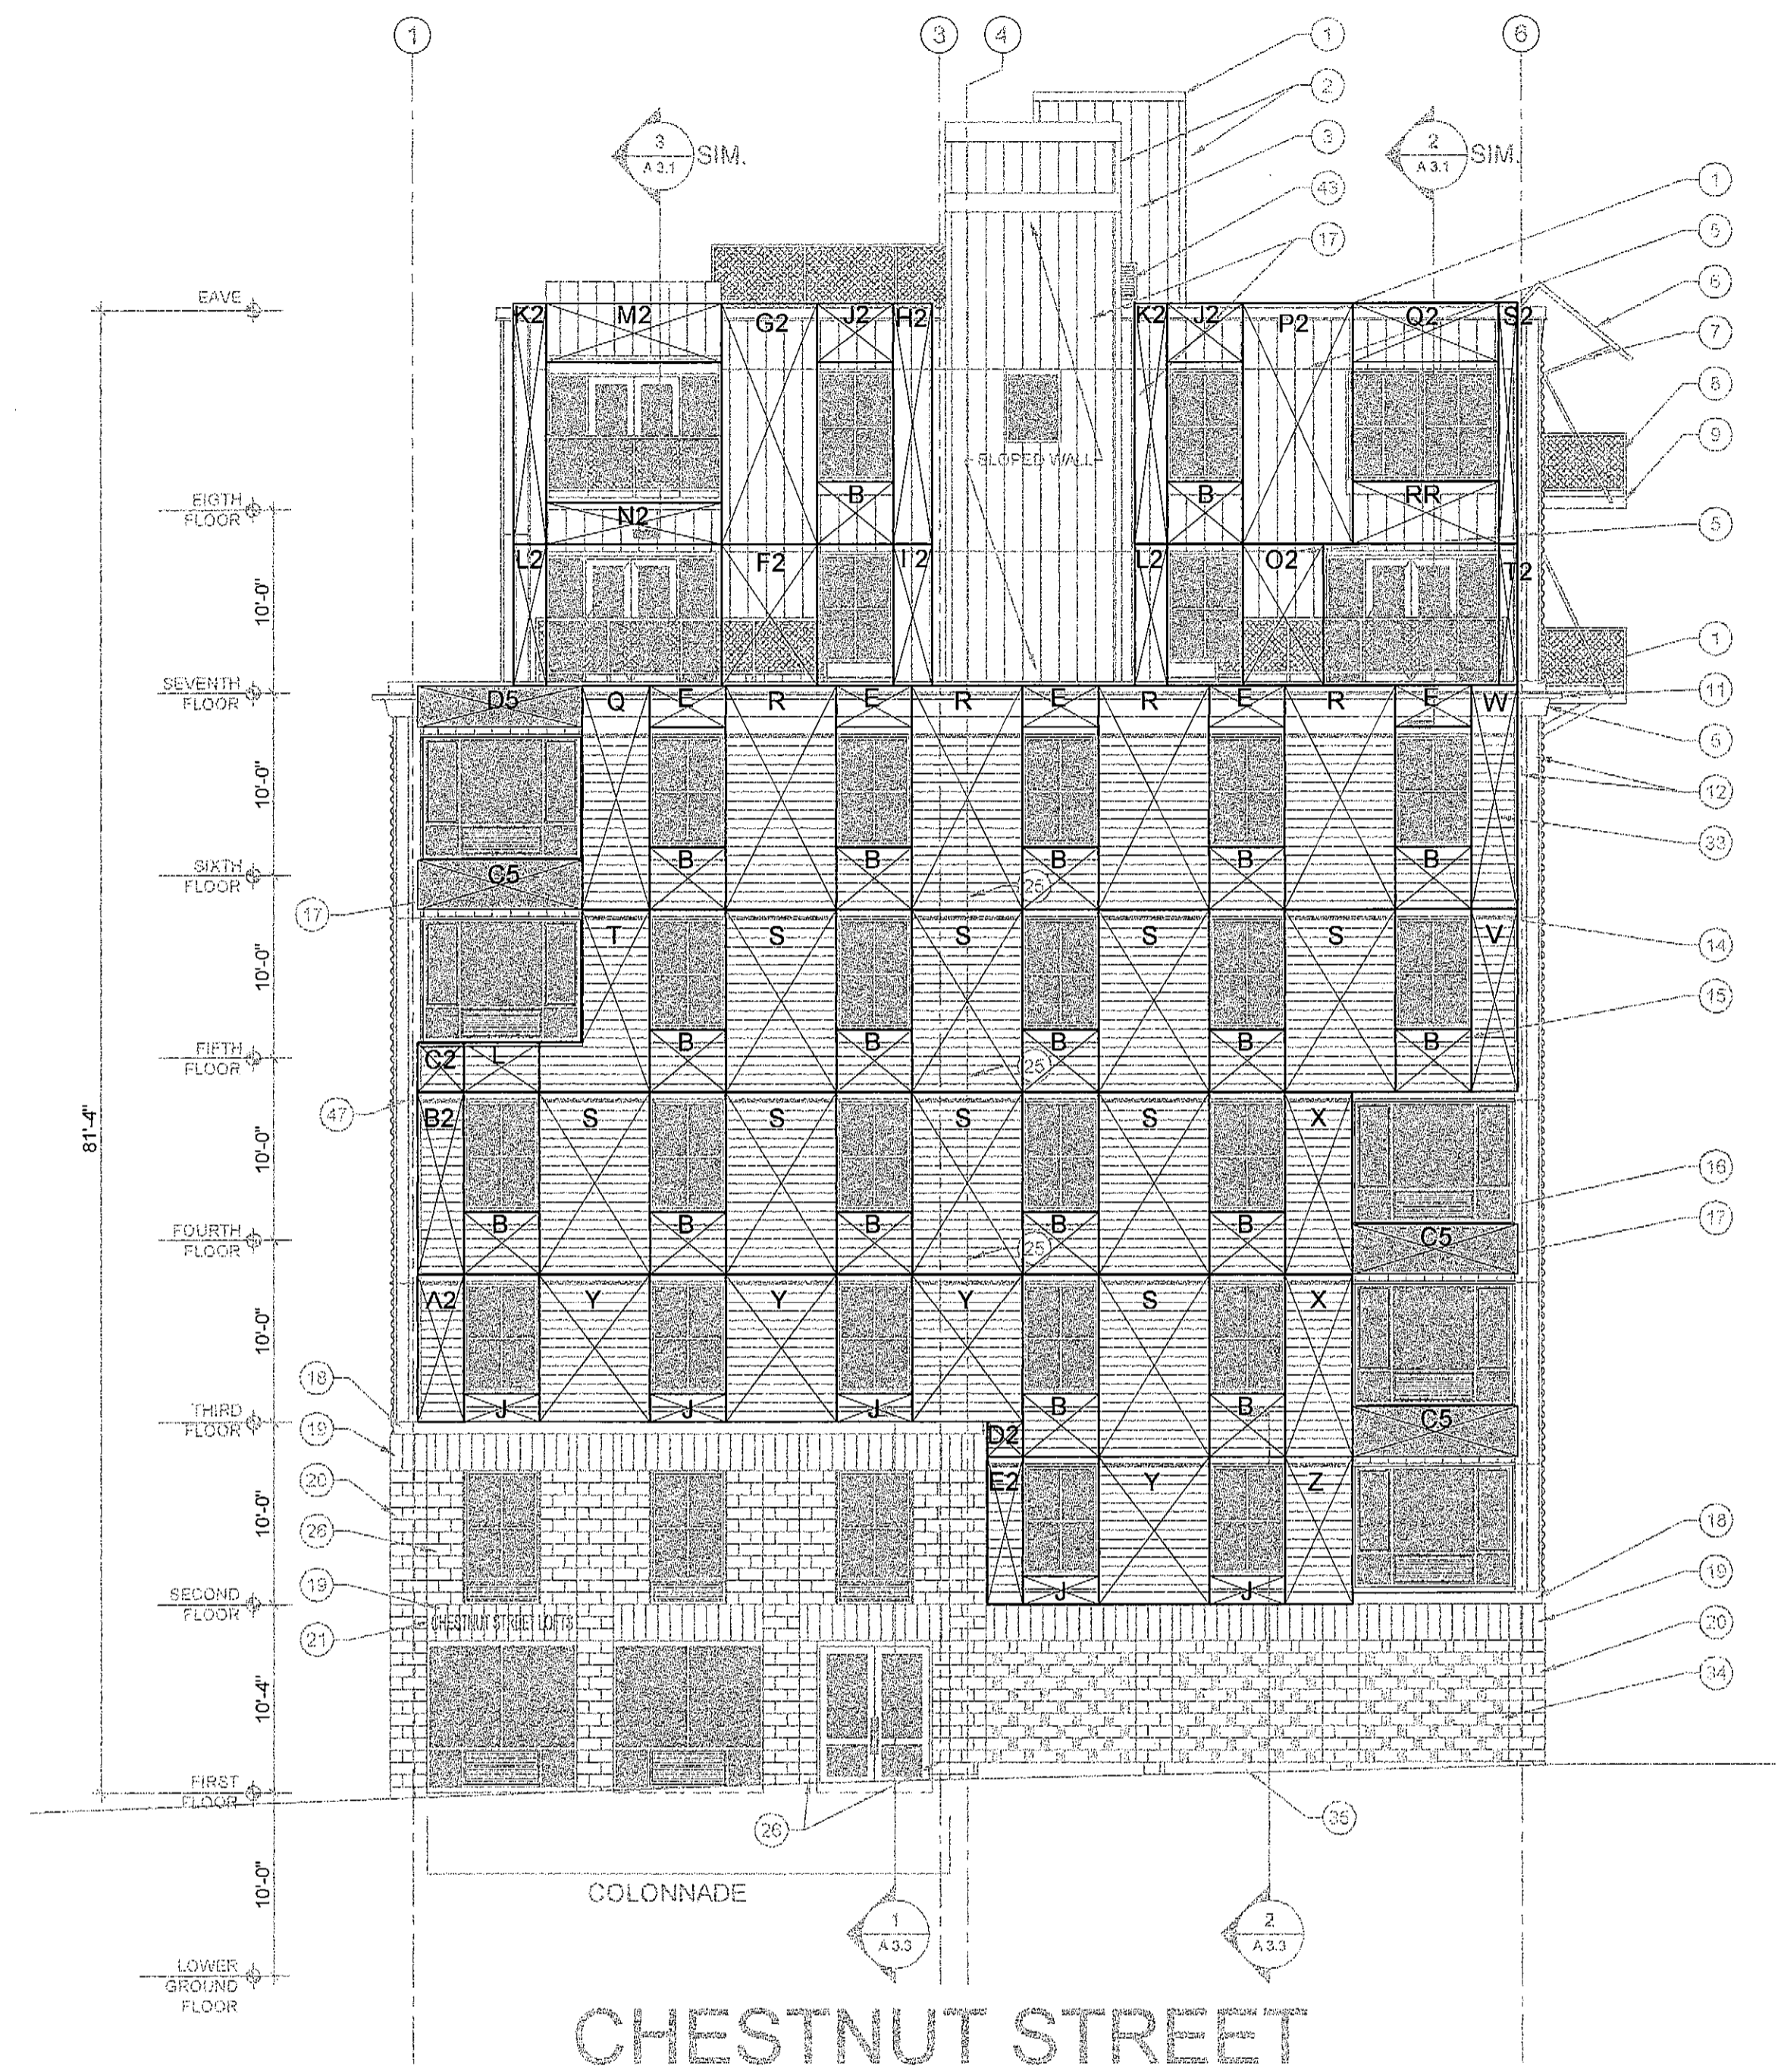 1 3 4 1 6
2
3 A 3.1 SIM.
2 A 3.1 SIM.
3
43
17
1
5
6
7
8
9
5
1
11
6
12
33
14
15
16
17
18
19
20
34
EAVE
K2 M2 G2 J2 H2 K2 J2 P2 Q2 S2
SLOPED WALL
EIGTH FLOOR
B B RR
N2
L2 F2 I2 L2 O2 T2
10'-0"
SEVENTH FLOOR
D5 Q E R E R E R E R E W
10'-0"
SIXTH FLOOR
C5 B B B B B
25
17
T S S S S V
10'-0"
FIFTH FLOOR
C2 L B B B B B
25
47
81'-4"
B2 S S S S X
10'-0"
FOURTH FLOOR
B B B B B C5
25
A2 Y Y Y S X
10'-0"
18
THIRD FLOOR
J J J B B C5
19
D2
20
E2 Y Z
10'-0"
26
19
SECOND FLOOR
J J
CHESTNUT STREET LOFTS
21
10'-4"
FIRST FLOOR
26
35
COLONNADE
10'-0"
1 A 3.3
2 A 3.3
LOWER GROUND FLOOR
CHESTNUT STREET